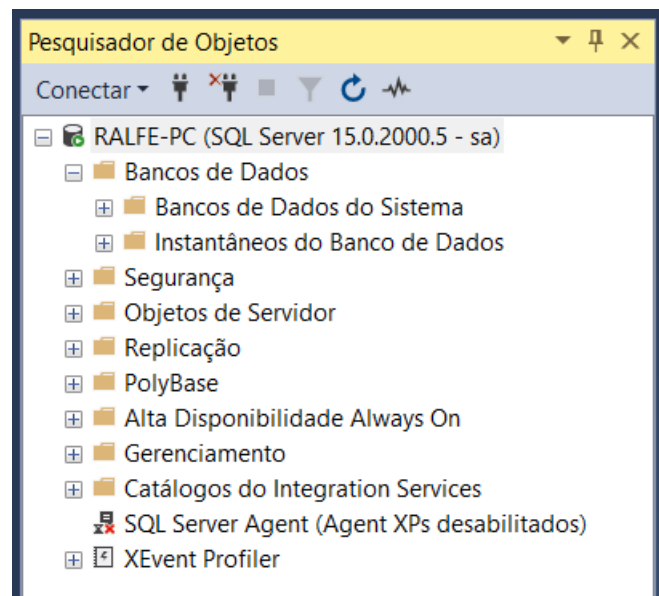 Pesquisador de Objetos
Conectar
RALFE-PC (SQL Server 15.0.2000.5 - sa)
Bancos de Dados
Bancos de Dados do Sistema
Instantâneos do Banco de Dados
Segurança
Objetos de Servidor
Replicação
PolyBase
Alta Disponibilidade Always On
Gerenciamento
Catálogos do Integration Services
SQL Server Agent (Agent XPs desabilitados)
XEvent Profiler